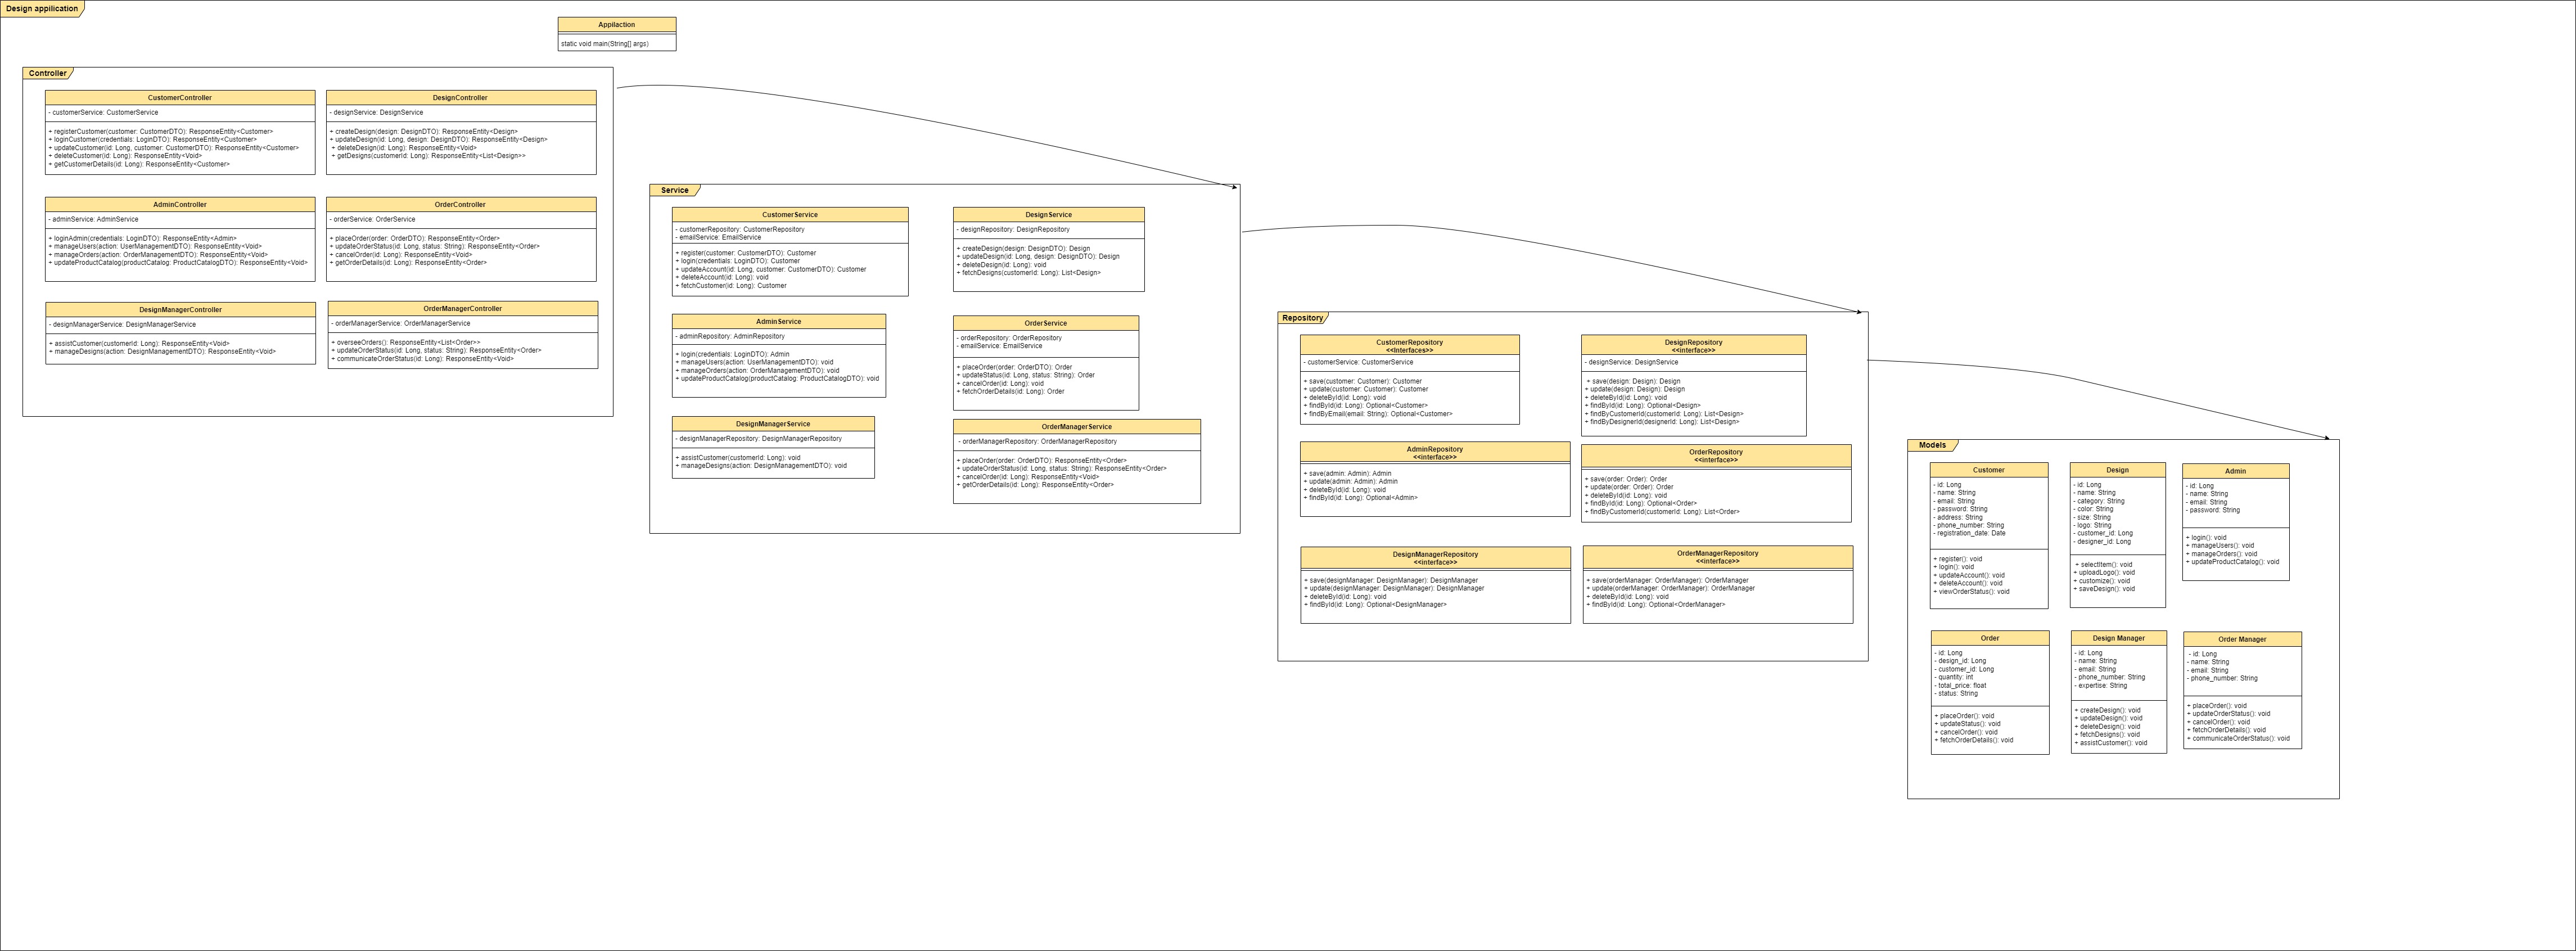 Design appilication
Appilaction
static void main(String[] args)
Controller
CustomerController
- customerService: CustomerService
+ registerCustomer(customer: CustomerDTO): ResponseEntity<Customer>
+ loginCustomer(credentials: LoginDTO): ResponseEntity<Customer>
+ updateCustomer(id: Long, customer: CustomerDTO): ResponseEntity<Customer>
+ deleteCustomer(id: Long): ResponseEntity<Void>
+ getCustomerDetails(id: Long): ResponseEntity<Customer>
DesignController
- designService: DesignService
+ createDesign(design: DesignDTO): ResponseEntity<Design>
+ updateDesign(id: Long, design: DesignDTO): ResponseEntity<Design>
+ deleteDesign(id: Long): ResponseEntity<Void>
+ getDesigns(customerId: Long): ResponseEntity<List<Design>>
AdminController
- adminService: AdminService
+ loginAdmin(credentials: LoginDTO): ResponseEntity<Admin>
+ manageUsers(action: UserManagementDTO): ResponseEntity<Void>
+ manageOrders(action: OrderManagementDTO): ResponseEntity<Void>
+ updateProductCatalog(productCatalog: ProductCatalogDTO): ResponseEntity<Void>
OrderController
- orderService: OrderService
+ placeOrder(order: OrderDTO): ResponseEntity<Order>
+ updateOrderStatus(id: Long, status: String): ResponseEntity<Order>
+ cancelOrder(id: Long): ResponseEntity<Void>
+ getOrderDetails(id: Long): ResponseEntity<Order>
DesignManagerController
- designManagerService: DesignManagerService
+ assistCustomer(customerId: Long): ResponseEntity<Void>
+ manageDesigns(action: DesignManagementDTO): ResponseEntity<Void>
OrderManagerController
- orderManagerService: OrderManagerService
+ overseeOrders(): ResponseEntity<List<Order>>
+ updateOrderStatus(id: Long, status: String): ResponseEntity<Order>
+ communicateOrderStatus(id: Long): ResponseEntity<Void>
Service
CustomerService
- customerRepository: CustomerRepository
- emailService: EmailService
+ register(customer: CustomerDTO): Customer
+ login(credentials: LoginDTO): Customer
+ updateAccount(id: Long, customer: CustomerDTO): Customer
+ deleteAccount(id: Long): void
+ fetchCustomer(id: Long): Customer
DesignService
- designRepository: DesignRepository
+ createDesign(design: DesignDTO): Design
+ updateDesign(id: Long, design: DesignDTO): Design
+ deleteDesign(id: Long): void
+ fetchDesigns(customerId: Long): List<Design>
AdminService
- adminRepository: AdminRepository
+ login(credentials: LoginDTO): Admin
+ manageUsers(action: UserManagementDTO): void
+ manageOrders(action: OrderManagementDTO): void
+ updateProductCatalog(productCatalog: ProductCatalogDTO): void
OrderService
- orderRepository: OrderRepository
- emailService: EmailService
+ placeOrder(order: OrderDTO): Order
+ updateStatus(id: Long, status: String): Order
+ cancelOrder(id: Long): void
+ fetchOrderDetails(id: Long): Order
DesignManagerService
- designManagerRepository: DesignManagerRepository
+ assistCustomer(customerId: Long): void
+ manageDesigns(action: DesignManagementDTO): void
OrderManagerService
- orderManagerRepository: OrderManagerRepository
+ placeOrder(order: OrderDTO): ResponseEntity<Order>
+ updateOrderStatus(id: Long, status: String): ResponseEntity<Order>
+ cancelOrder(id: Long): ResponseEntity<Void>
+ getOrderDetails(id: Long): ResponseEntity<Order>
Repository
CustomerRepository
<<Interfaces>>
- customerService: CustomerService
+ save(customer: Customer): Customer
+ update(customer: Customer): Customer
+ deleteById(id: Long): void
+ findById(id: Long): Optional<Customer>
+ findByEmail(email: String): Optional<Customer>
DesignRepository
<<interface>>
- designService: DesignService
+ save(design: Design): Design
+ update(design: Design): Design
+ deleteById(id: Long): void
+ findById(id: Long): Optional<Design>
+ findByCustomerId(customerId: Long): List<Design>
+ findByDesignerId(designerId: Long): List<Design>
AdminRepository
<<interface>>
+ save(admin: Admin): Admin
+ update(admin: Admin): Admin
+ deleteById(id: Long): void
+ findById(id: Long): Optional<Admin>
OrderRepository
<<interface>>
+ save(order: Order): Order
+ update(order: Order): Order
+ deleteById(id: Long): void
+ findById(id: Long): Optional<Order>
+ findByCustomerId(customerId: Long): List<Order>
DesignManagerRepository
<<interface>>
+ save(designManager: DesignManager): DesignManager
+ update(designManager: DesignManager): DesignManager
+ deleteById(id: Long): void
+ findById(id: Long): Optional<DesignManager>
OrderManagerRepository
<<interface>>
+ save(orderManager: OrderManager): OrderManager
+ update(orderManager: OrderManager): OrderManager
+ deleteById(id: Long): void
+ findById(id: Long): Optional<OrderManager>
Models
Customer
- id: Long
- name: String
- email: String
- password: String
- address: String
- phone_number: String
- registration_date: Date
+ register(): void
+ login(): void
+ updateAccount(): void
+ deleteAccount(): void
+ viewOrderStatus(): void
Design
- id: Long
- name: String
- category: String
- color: String
- size: String
- logo: String
- customer_id: Long
- designer_id: Long
+ selectItem(): void
+ uploadLogo(): void
+ customize(): void
+ saveDesign(): void
Admin
- id: Long
- name: String
- email: String
- password: String
+ login(): void
+ manageUsers(): void
+ manageOrders(): void
+ updateProductCatalog(): void
Order
- id: Long
- design_id: Long
- customer_id: Long
- quantity: int
- total_price: float
- status: String
+ placeOrder(): void
+ updateStatus(): void
+ cancelOrder(): void
+ fetchOrderDetails(): void
Design Manager
- id: Long
- name: String
- email: String
- phone_number: String
- expertise: String
+ createDesign(): void
+ updateDesign(): void
+ deleteDesign(): void
+ fetchDesigns(): void
+ assistCustomer(): void
Order Manager
- id: Long
- name: String
- email: String
- phone_number: String
+ placeOrder(): void
+ updateOrderStatus(): void
+ cancelOrder(): void
+ fetchOrderDetails(): void
+ communicateOrderStatus(): void